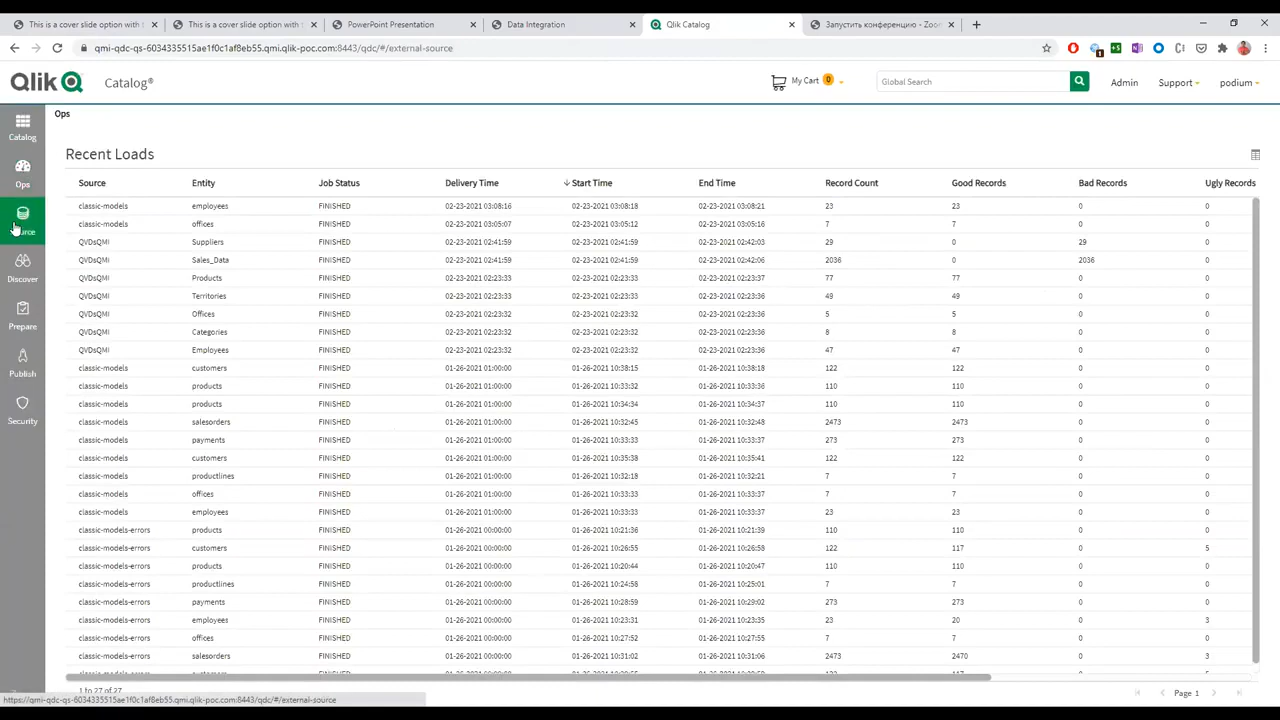 This is a cover slide option with t
This is a cover slide option with t
PowerPoint Presentation
Data Integration
Qlik Catalog
Запустить конференцию - Zoom
qmi-qdc-qs-6034335515ae1f0c1af8eb55.qmi.qlik-poc.com:8443/qdc/#/external-source
Qlik Catalog®
My Cart 0
Global Search
Admin
Support
podium
Catalog
Ops
Source
Discover
Prepare
Publish
Security
Ops
Recent Loads
Source Entity Job Status Delivery Time Start Time End Time Record Count Good Records Bad Records Ugly Records
classic-models employees FINISHED 02-23-2021 03:08:16 02-23-2021 03:08:18 02-23-2021 03:08:21 23 23 0 0
classic-models offices FINISHED 02-23-2021 03:05:07 02-23-2021 03:05:12 02-23-2021 03:05:16 7 7 0 0
QVDsQMI Suppliers FINISHED 02-23-2021 02:41:59 02-23-2021 02:41:59 02-23-2021 02:42:03 29 0 29 0
QVDsQMI Sales_Data FINISHED 02-23-2021 02:41:59 02-23-2021 02:41:59 02-23-2021 02:42:06 2036 0 2036 0
QVDsQMI Products FINISHED 02-23-2021 02:23:33 02-23-2021 02:23:33 02-23-2021 02:23:37 77 77 0 0
QVDsQMI Territories FINISHED 02-23-2021 02:23:33 02-23-2021 02:23:33 02-23-2021 02:23:36 49 49 0 0
QVDsQMI Offices FINISHED 02-23-2021 02:23:32 02-23-2021 02:23:32 02-23-2021 02:23:36 5 5 0 0
QVDsQMI Categories FINISHED 02-23-2021 02:23:32 02-23-2021 02:23:32 02-23-2021 02:23:36 8 8 0 0
QVDsQMI Employees FINISHED 02-23-2021 02:23:32 02-23-2021 02:23:32 02-23-2021 02:23:36 47 47 0 0
classic-models customers FINISHED 01-26-2021 01:00:00 01-26-2021 10:38:15 01-26-2021 10:38:18 122 122 0 0
classic-models products FINISHED 01-26-2021 01:00:00 01-26-2021 10:33:32 01-26-2021 10:33:36 110 110 0 0
classic-models products FINISHED 01-26-2021 01:00:00 01-26-2021 10:34:34 01-26-2021 10:34:37 110 110 0 0
classic-models salesorders FINISHED 01-26-2021 01:00:00 01-26-2021 10:32:45 01-26-2021 10:32:48 2473 2473 0 0
classic-models payments FINISHED 01-26-2021 01:00:00 01-26-2021 10:33:33 01-26-2021 10:33:37 273 273 0 0
classic-models customers FINISHED 01-26-2021 01:00:00 01-26-2021 10:35:38 01-26-2021 10:35:41 122 122 0 0
classic-models productlines FINISHED 01-26-2021 01:00:00 01-26-2021 10:32:18 01-26-2021 10:32:21 7 7 0 0
classic-models offices FINISHED 01-26-2021 01:00:00 01-26-2021 10:33:33 01-26-2021 10:33:37 7 7 0 0
classic-models employees FINISHED 01-26-2021 01:00:00 01-26-2021 10:33:33 01-26-2021 10:33:37 23 23 0 0
classic-models-errors products FINISHED 01-26-2021 00:00:00 01-26-2021 10:21:36 01-26-2021 10:21:39 110 110 0 0
classic-models-errors customers FINISHED 01-26-2021 00:00:00 01-26-2021 10:26:55 01-26-2021 10:26:58 122 117 0 5
classic-models-errors products FINISHED 01-26-2021 00:00:00 01-26-2021 10:20:44 01-26-2021 10:20:47 110 110 0 0
classic-models-errors productlines FINISHED 01-26-2021 00:00:00 01-26-2021 10:24:58 01-26-2021 10:25:01 7 7 0 0
classic-models-errors payments FINISHED 01-26-2021 00:00:00 01-26-2021 10:28:59 01-26-2021 10:29:02 273 273 0 0
classic-models-errors employees FINISHED 01-26-2021 00:00:00 01-26-2021 10:23:31 01-26-2021 10:23:35 23 20 0 3
classic-models-errors offices FINISHED 01-26-2021 00:00:00 01-26-2021 10:27:52 01-26-2021 10:27:55 7 7 0 0
classic-models-errors salesorders FINISHED 01-26-2021 00:00:00 01-26-2021 10:31:02 01-26-2021 10:31:06 2473 2470 0 3
1 to 27 of 27
Page 1
https://qmi-qdc-qs-6034335515ae1f0c1af8eb55.qmi.qlik-poc.com:8443/qdc/#/external-source